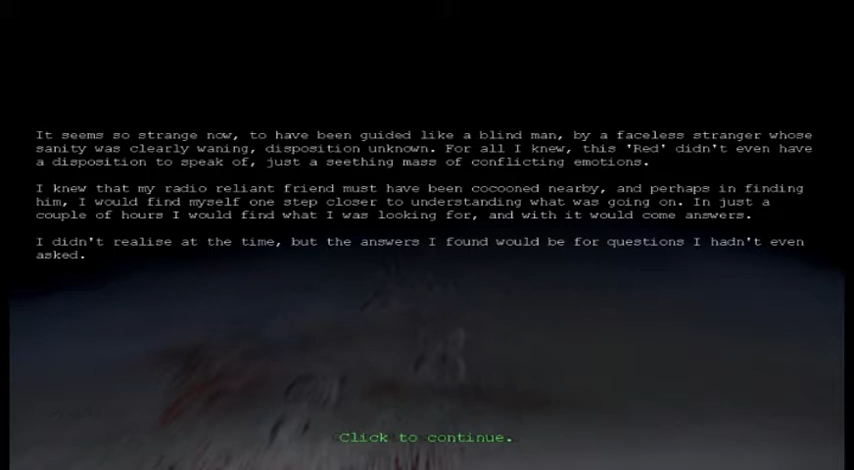 It seems so strange now, to have been guided like a blind man, by a faceless stranger whose
sanity was clearly waning, disposition unknown. For all I knew, this 'Red' didn't even have
a disposition to speak of, just a seething mass of conflicting emotions.
I knew that my radio reliant friend must have been cocooned nearby, and perhaps in finding
him, I would find myself one step closer to understanding what was going on. In just a
couple of hours I would find what I was looking for, and with it would come answers.
I didn't realise at the time, but the answers I found would be for questions I hadn't even
asked.
Click to continue.